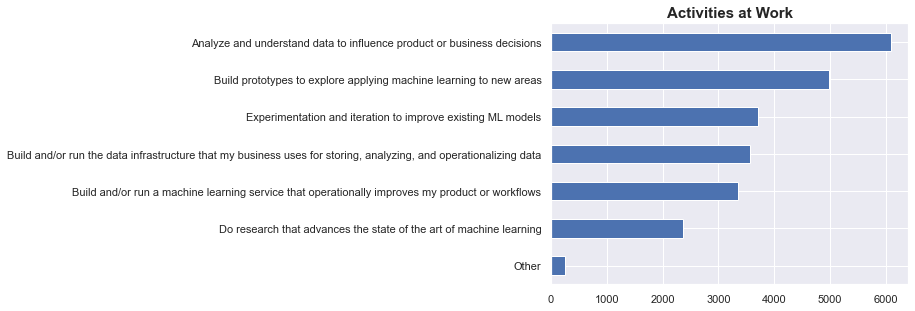 Activities at Work
Analyze and understand data to influence product or business decisions
Build prototypes to explore applying machine learning to new areas
Experimentation and iteration to improve existing ML models
Build and/or run the data infrastructure that my business uses for storing, analyzing, and operationalizing data
Build and/or run a machine learning service that operationally improves my product or workflows
Do research that advances the state of the art of machine learning
Other
0 1000 2000 3000 4000 5000 6000